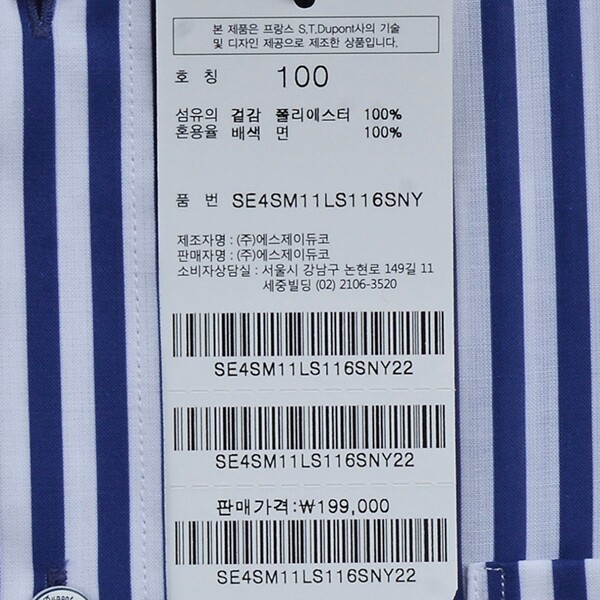 본 제품은 프랑스 S.T.Dupont사의 기술
및 디자인 제공으로 제조한 상품입니다.
호 칭 100
섬유의 겉감 폴리에스터 100%
혼용율 배색 면 100%
품 번 SE4SM11LS116SNY
제조자명 : (주)에스제이듀코
판매자명 : (주)에스제이듀코
소비자상담실 : 서울시 강남구 논현로 149길 11
세중빌딩 (02) 2106-3520
SE4SM11LS116SNY22
SE4SM11LS116SNY22
판매가격:₩199,000
SE4SM11LS116SNY22